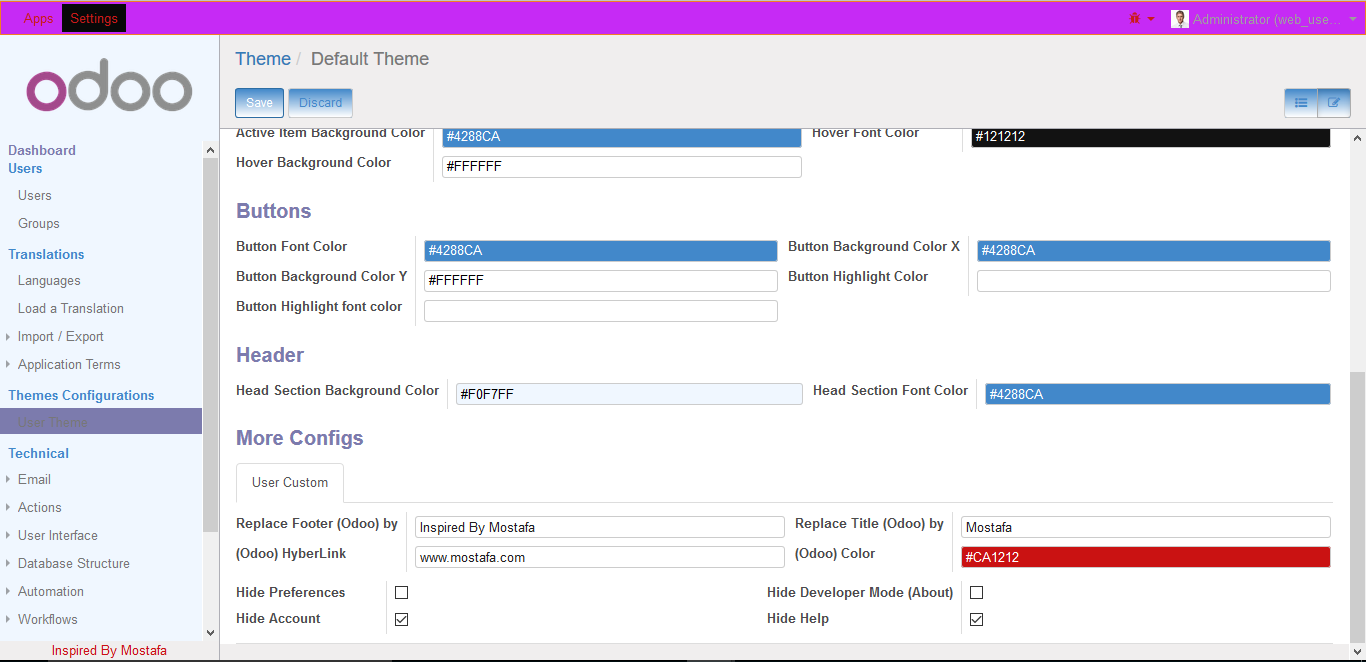 Apps Settings Administrator (web_use...
odoo
Theme / Default Theme
Save Discard
Dashboard
Users
Users
Groups
Translations
Languages
Load a Translation
Import / Export
Application Terms
Themes Configurations
User Theme
Technical
Email
Actions
User Interface
Database Structure
Automation
Workflows
Inspired By Mostafa
Active Item Background Color #4288CA Hover Font Color #121212
Hover Background Color #FFFFFF
Buttons
Button Font Color #4288CA Button Background Color X #4288CA
Button Background Color Y #FFFFFF Button Highlight Color
Button Highlight font color
Header
Head Section Background Color #F0F7FF Head Section Font Color #4288CA
More Configs
User Custom
Replace Footer (Odoo) by Inspired By Mostafa Replace Title (Odoo) by Mostafa
(Odoo) HyberLink www.mostafa.com (Odoo) Color #CA1212
Hide Preferences Hide Developer Mode (About)
Hide Account Hide Help